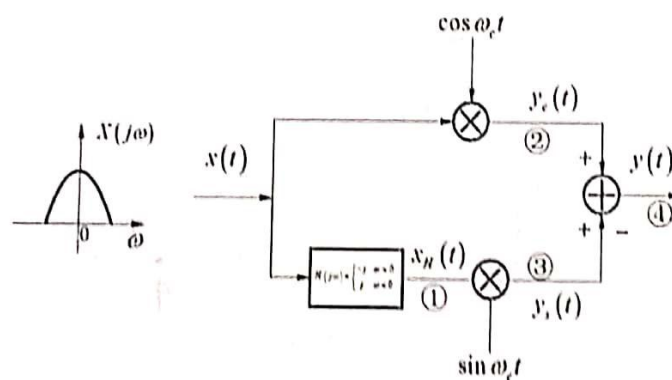 cos ω_c t
X(jω)
y_c(t)
②
x(t)
+
y(t)
④
0
ω
+
−
x_H(t)
③
①
y_s(t)
sin ω_c t